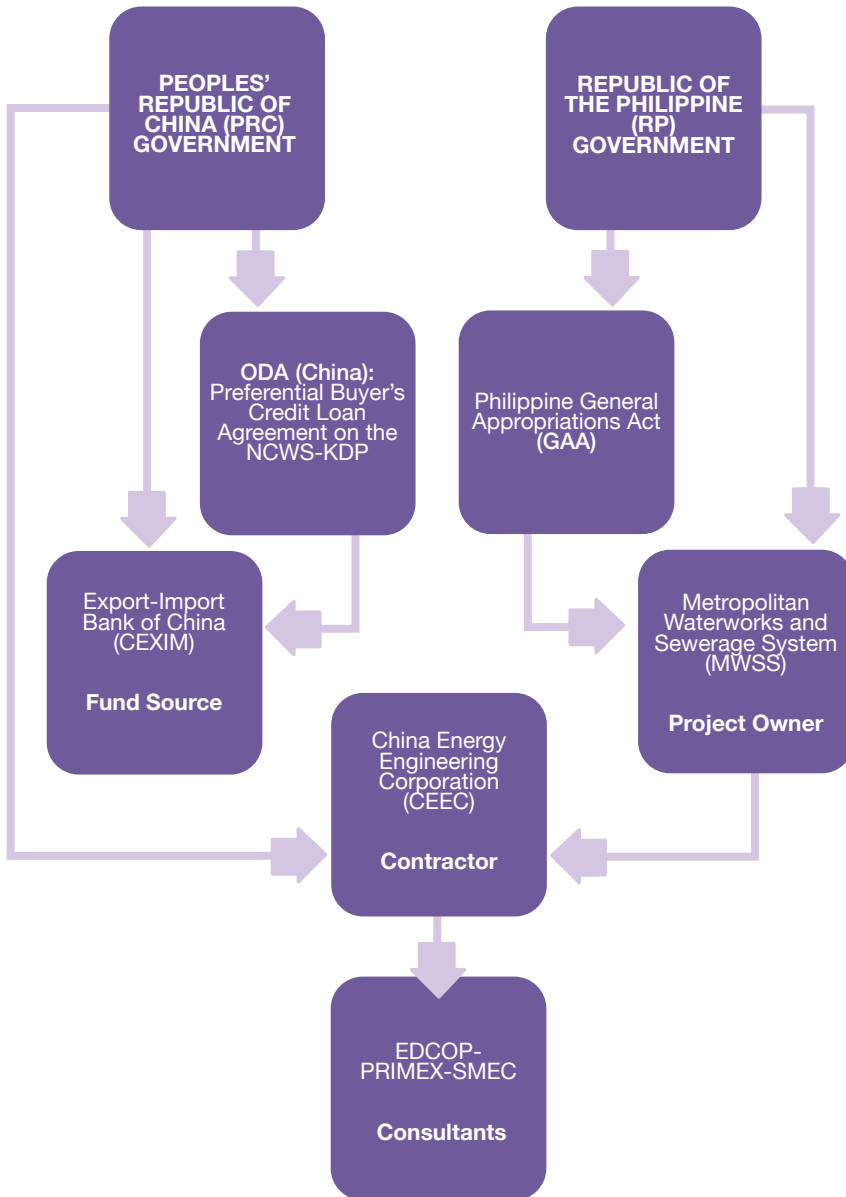 PEOPLES'
REPUBLIC OF
CHINA (PRC)
GOVERNMENT
REPUBLIC OF
THE PHILIPPINE
(RP)
GOVERNMENT
ODA (China):
Preferential Buyer's
Credit Loan
Agreement on the
NCWS-KDP
Philippine General
Appropriations Act
(GAA)
Export-Import
Bank of China
(CEXIM)
Fund Source
Metropolitan
Waterworks and
Sewerage System
(MWSS)
Project Owner
China Energy
Engineering
Corporation
(CEEC)
Contractor
EDCOP-
PRIMEX-SMEC
Consultants